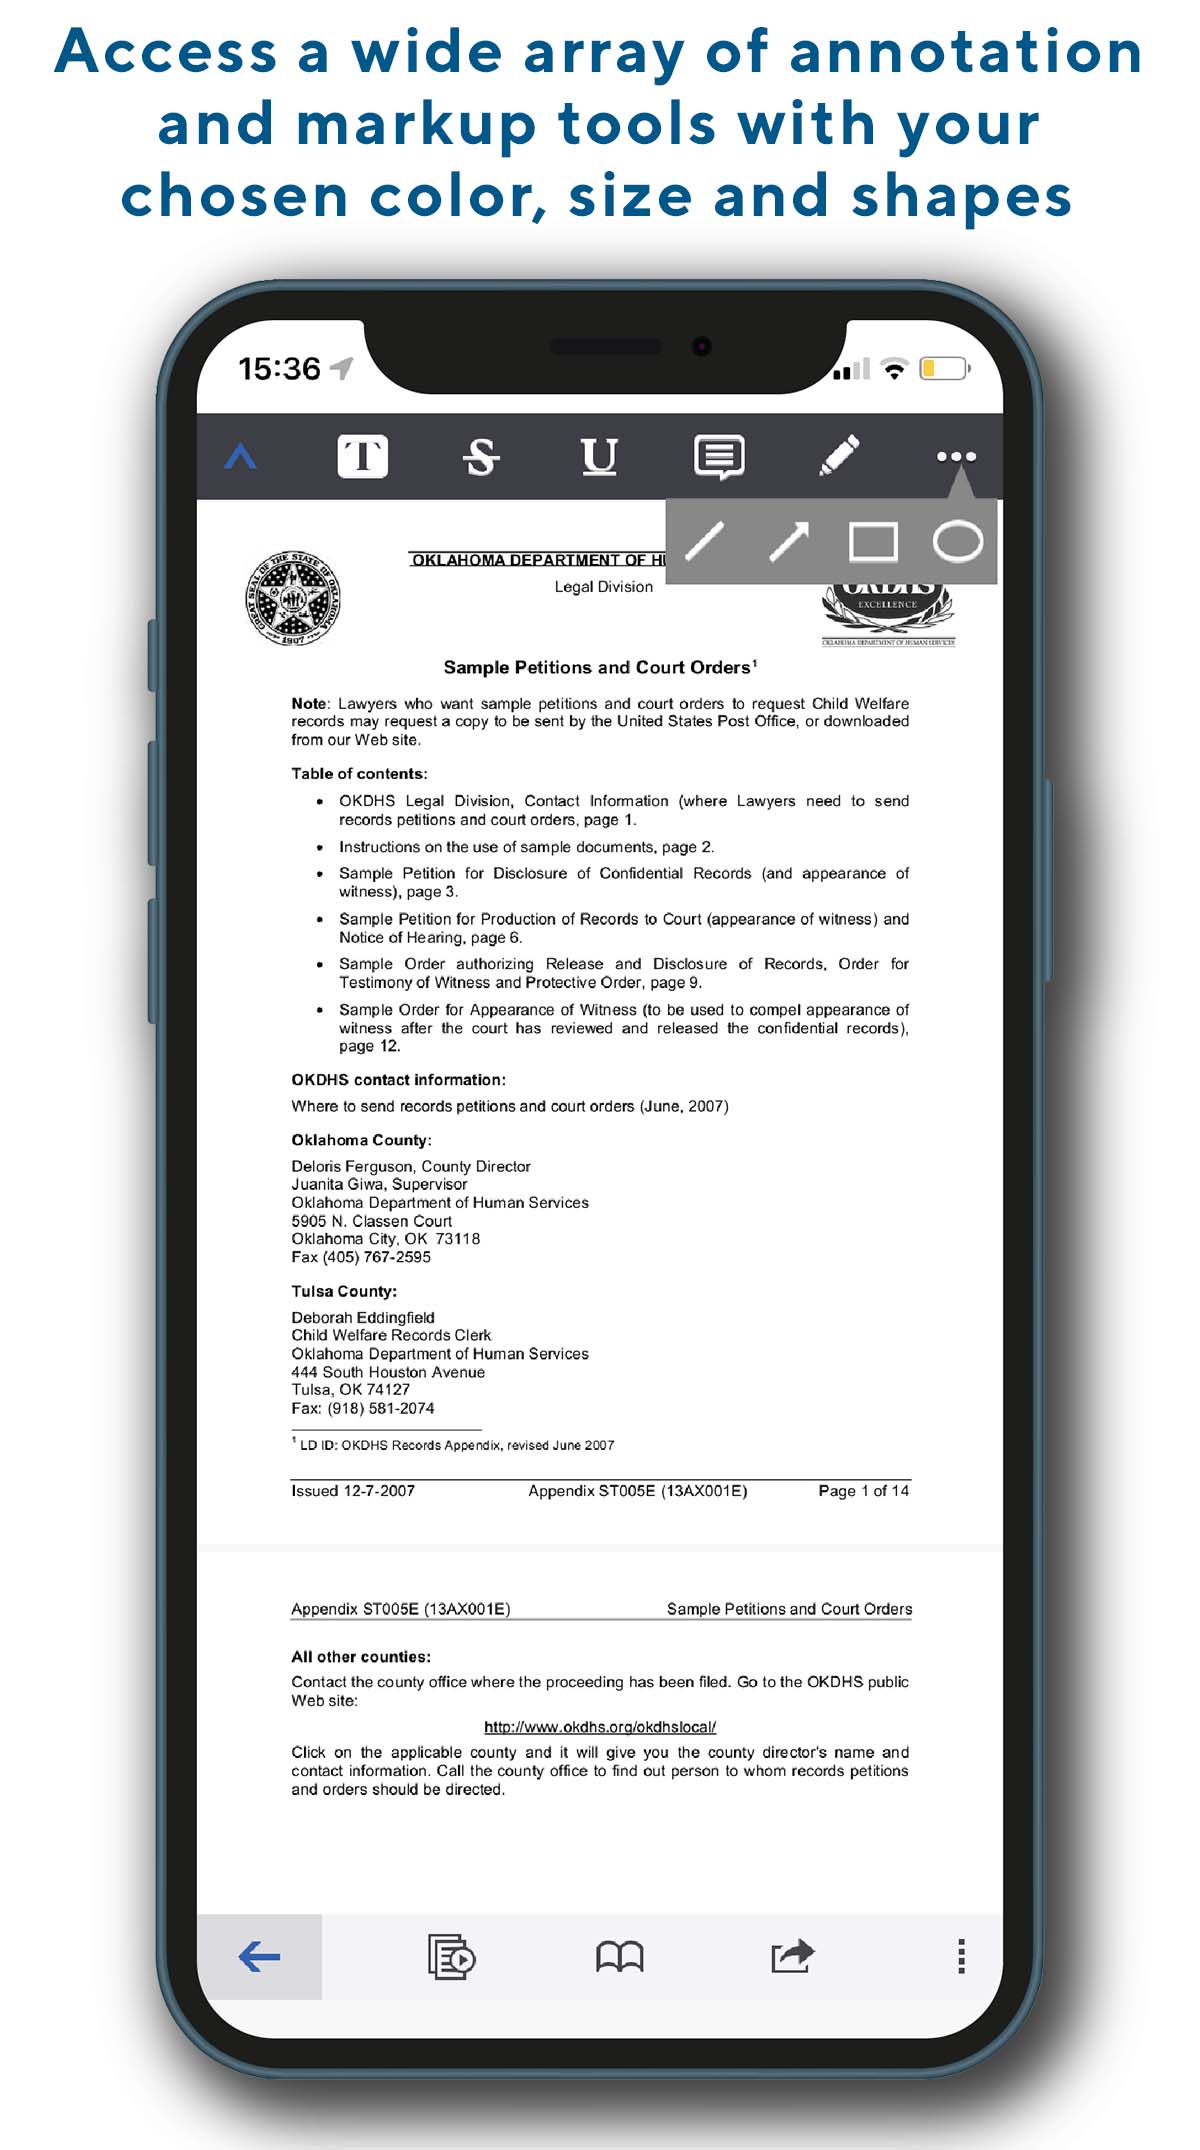 Access a wide array of annotation
and markup tools with your
chosen color, size and shapes
15:36
T S U
OKLAHOMA DEPARTMENT OF
Legal Division
GREAT SEAL OF THE STATE OF OKLAHOMA
1907
EXCELLENCE
OKLAHOMA DEPARTMENT OF HUMAN SERVICES
Sample Petitions and Court Orders¹
Note: Lawyers who want sample petitions and court orders to request Child Welfare
records may request a copy to be sent by the United States Post Office, or downloaded
from our Web site.
Table of contents:
• OKDHS Legal Division, Contact Information (where Lawyers need to send
records petitions and court orders, page 1.
• Instructions on the use of sample documents, page 2.
• Sample Petition for Disclosure of Confidential Records (and appearance of
witness), page 3.
• Sample Petition for Production of Records to Court (appearance of witness) and
Notice of Hearing, page 6.
• Sample Order authorizing Release and Disclosure of Records, Order for
Testimony of Witness and Protective Order, page 9.
• Sample Order for Appearance of Witness (to be used to compel appearance of
witness after the court has reviewed and released the confidential records),
page 12.
OKDHS contact information:
Where to send records petitions and court orders (June, 2007)
Oklahoma County:
Deloris Ferguson, County Director
Juanita Giwa, Supervisor
Oklahoma Department of Human Services
5905 N. Classen Court
Oklahoma City, OK 73118
Fax (405) 767-2595
Tulsa County:
Deborah Eddingfield
Child Welfare Records Clerk
Oklahoma Department of Human Services
444 South Houston Avenue
Tulsa, OK 74127
Fax: (918) 581-2074
¹ LD ID: OKDHS Records Appendix, revised June 2007
Issued 12-7-2007 Appendix ST005E (13AX001E) Page 1 of 14
Appendix ST005E (13AX001E) Sample Petitions and Court Orders
All other counties:
Contact the county office where the proceeding has been filed. Go to the OKDHS public
Web site:
http://www.okdhs.org/okdhslocal/
Click on the applicable county and it will give you the county director's name and
contact information. Call the county office to find out person to whom records petitions
and orders should be directed.